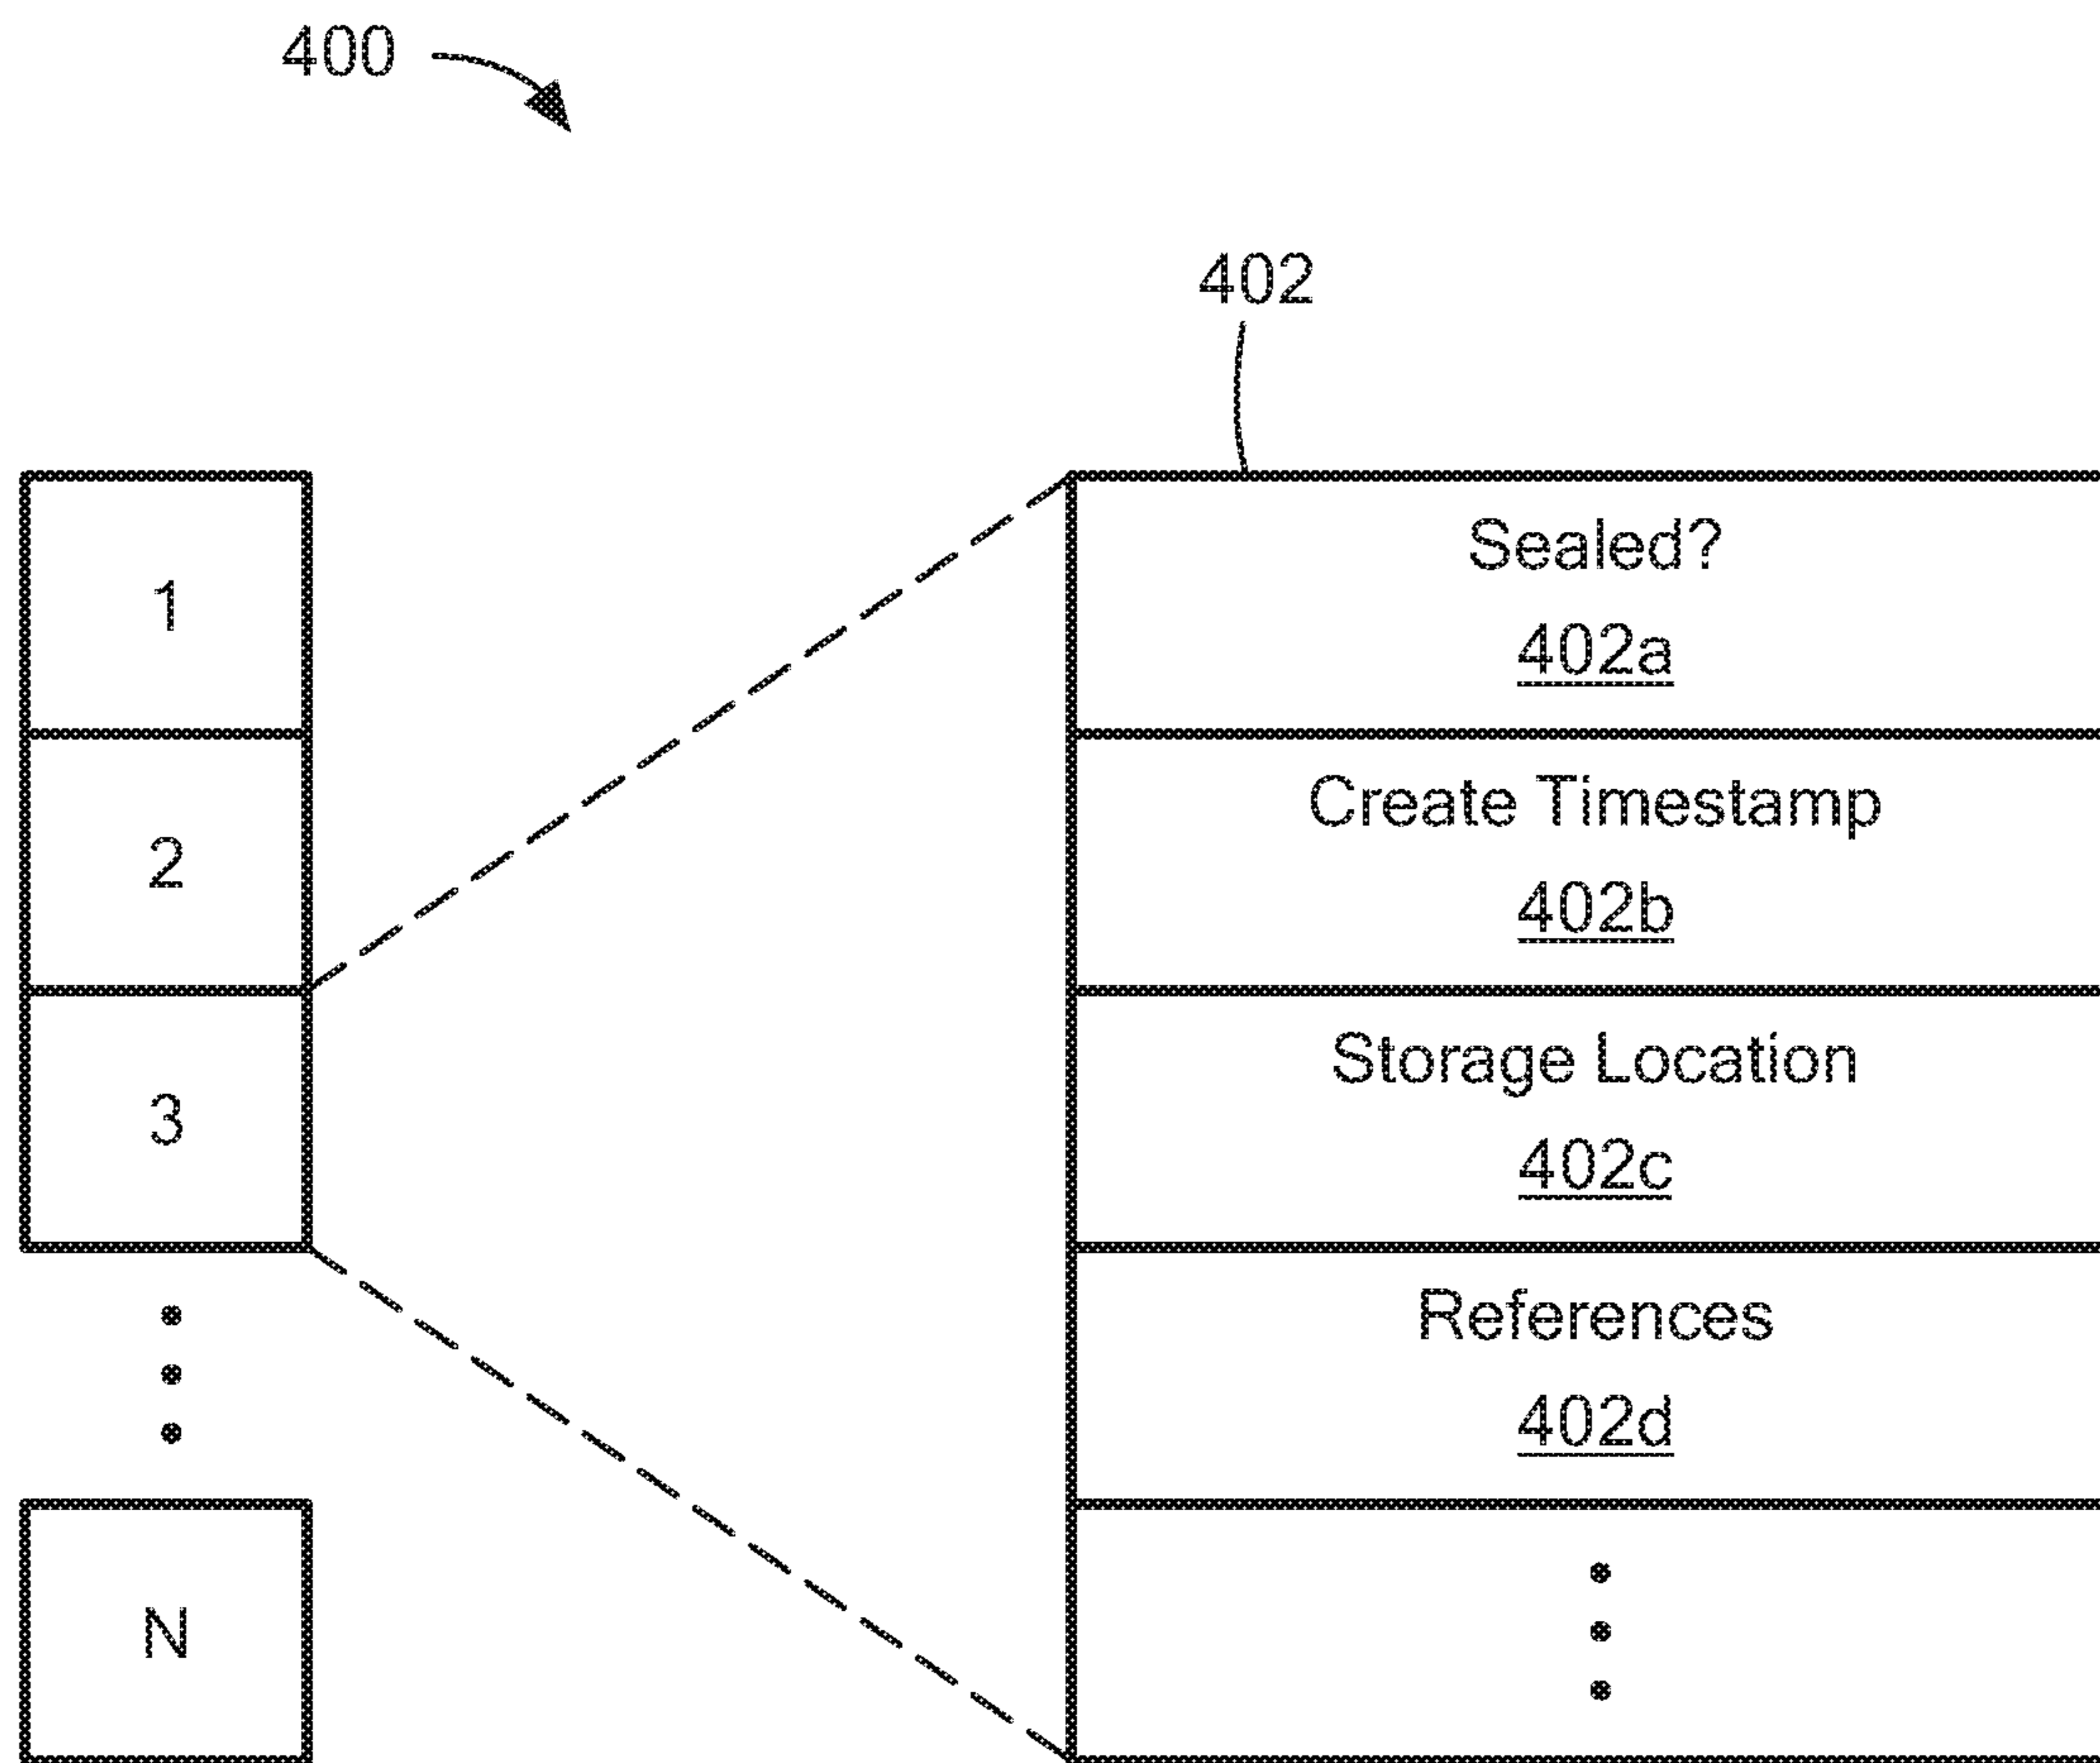 400
402
1
2
3
N
Sealed?
402a
Create Timestamp
402b
Storage Location
402c
References
402d